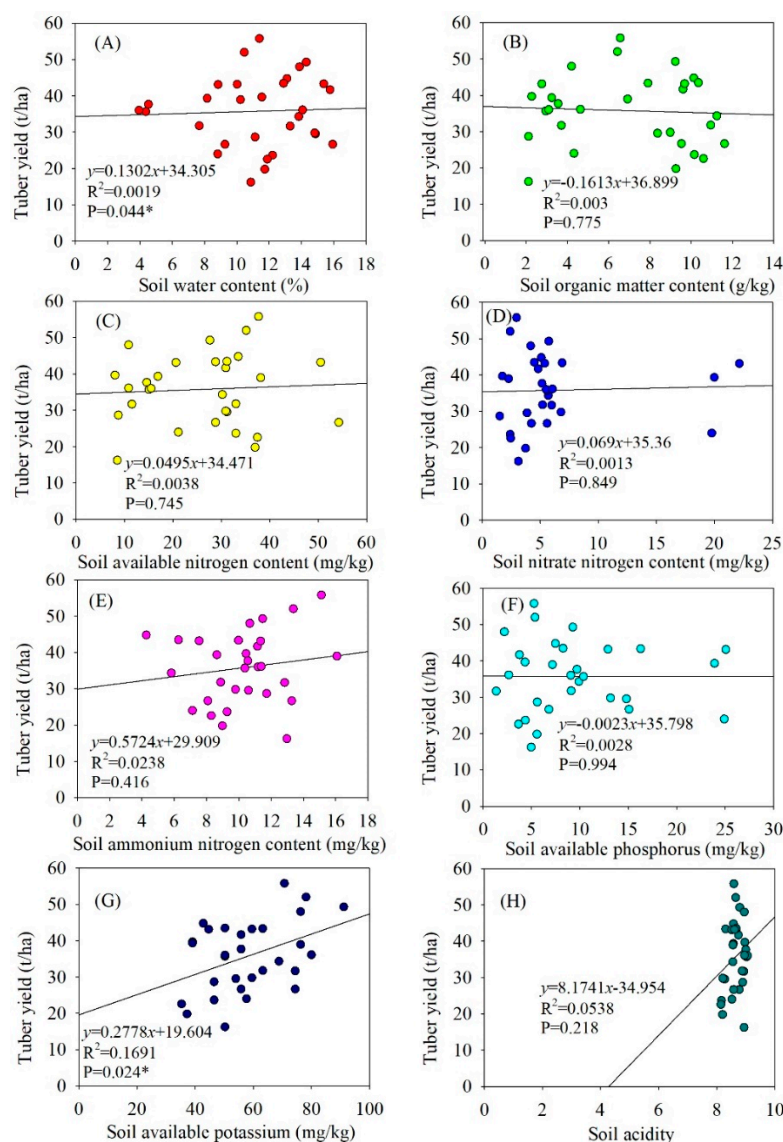 (A)
Tuber yield (t/ha)
60
50
40
30
20
10
0
y=0.1302x+34.305
R²=0.0019
P=0.044*
0 2 4 6 8 10 12 14 16 18
Soil water content (%)
(B)
Tuber yield (t/ha)
60
50
40
30
20
10
0
y=-0.1613x+36.899
R²=0.003
P=0.775
0 2 4 6 8 10 12 14
Soil organic matter content (g/kg)
(C)
Tuber yield (t/ha)
60
50
40
30
20
10
0
y=0.0495x+34.471
R²=0.0038
P=0.745
0 10 20 30 40 50 60
Soil available nitrogen content (mg/kg)
(D)
Tuber yield (t/ha)
60
50
40
30
20
10
0
y=0.069x+35.36
R²=0.0013
P=0.849
0 5 10 15 20 25
Soil nitrate nitrogen content (mg/kg)
(E)
Tuber yield (t/ha)
60
50
40
30
20
10
0
y=0.5724x+29.909
R²=0.0238
P=0.416
0 2 4 6 8 10 12 14 16 18
Soil ammonium nitrogen content (mg/kg)
(F)
Tuber yield (t/ha)
60
50
40
30
20
10
0
y=-0.0023x+35.798
R²=0.0028
P=0.994
0 5 10 15 20 25 30
Soil available phosphorus (mg/kg)
(G)
Tuber yield (t/ha)
60
50
40
30
20
10
0
y=0.2778x+19.604
R²=0.1691
P=0.024*
0 20 40 60 80 100
Soil available potassium (mg/kg)
(H)
Tuber yield (t/ha)
60
50
40
30
20
10
0
y=8.1741x-34.954
R²=0.0538
P=0.218
0 2 4 6 8 10
Soil acidity